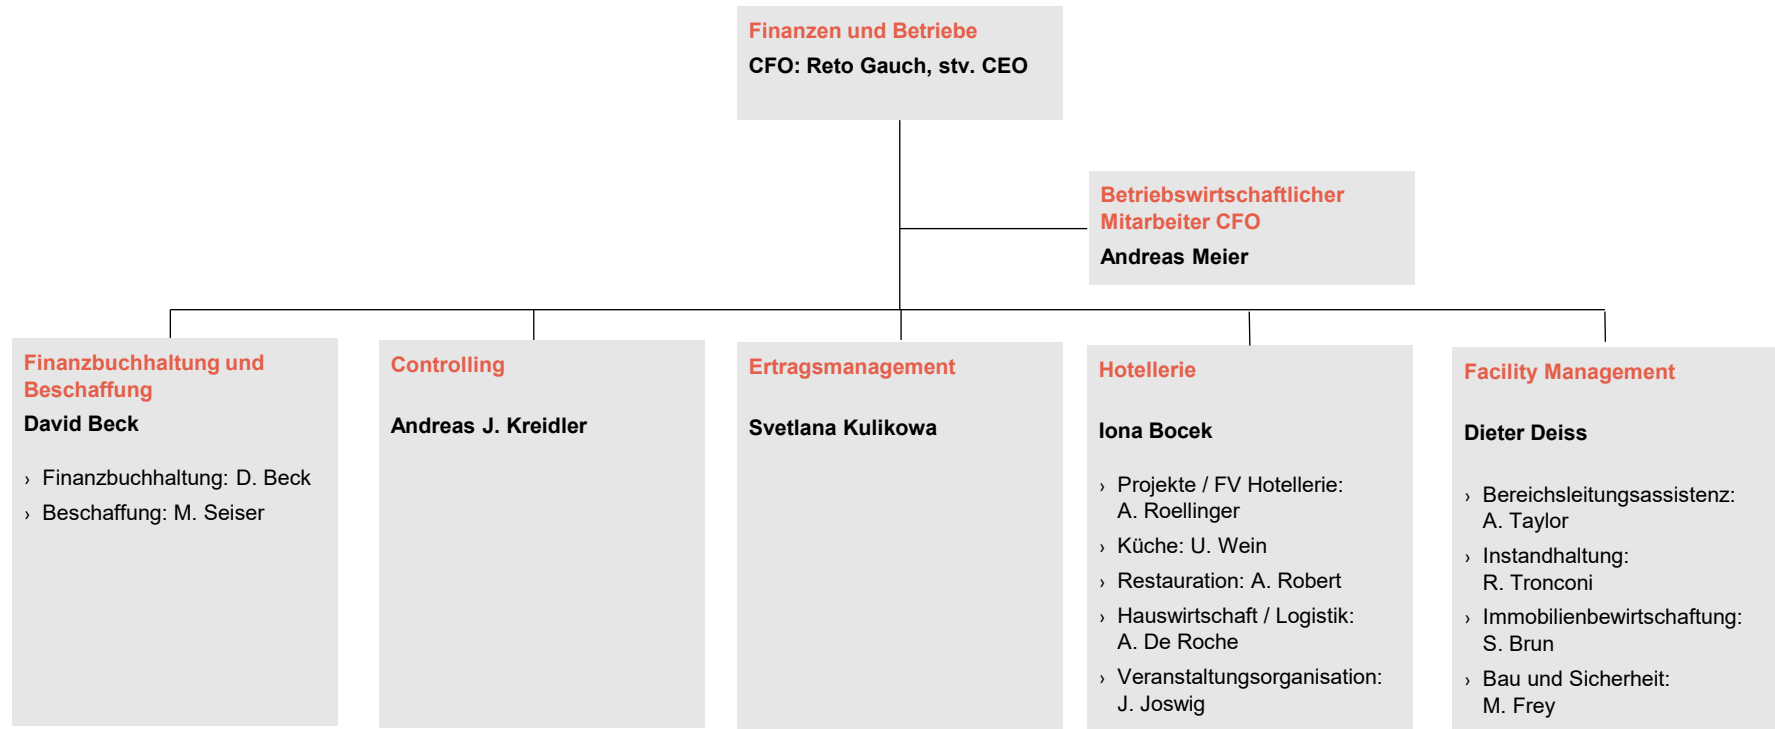 Finanzen und Betriebe
CFO: Reto Gauch, stv. CEO
Betriebswirtschaftlicher
Mitarbeiter CFO
Andreas Meier
Finanzbuchhaltung und
Beschaffung
David Beck
› Finanzbuchhaltung: D. Beck
› Beschaffung: M. Seiser
Controlling
Andreas J. Kreidler
Ertragsmanagement
Svetlana Kulikowa
Hotellerie
Iona Bocek
› Projekte / FV Hotellerie:
A. Roellinger
› Küche: U. Wein
› Restauration: A. Robert
› Hauswirtschaft / Logistik:
A. De Roche
› Veranstaltungsorganisation:
J. Joswig
Facility Management
Dieter Deiss
› Bereichsleitungsassistenz:
A. Taylor
› Instandhaltung:
R. Tronconi
› Immobilienbewirtschaftung:
S. Brun
› Bau und Sicherheit:
M. Frey